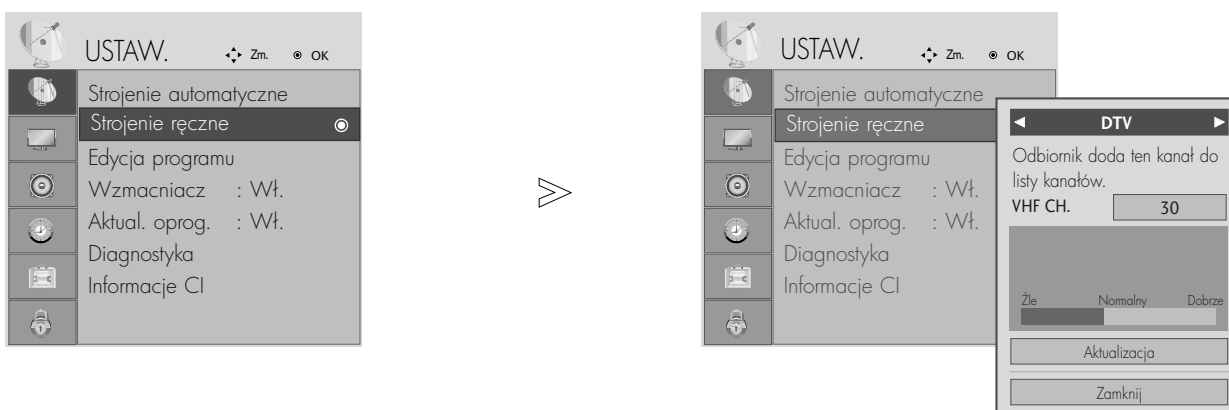 USTAW.
Zm.
OK
Strojenie automatyczne
Strojenie ręczne
Edycja programu
Wzmacniacz : Wł.
Aktual. oprog. : Wł.
Diagnostyka
Informacje CI
USTAW.
Zm.
OK
Strojenie automatyczne
Strojenie ręczne
Edycja programu
Wzmacniacz : Wł.
Aktual. oprog. : Wł.
Diagnostyka
Informacje CI
DTV
Odbiornik doda ten kanał do
listy kanałów.
VHF CH. 30
Źle Normalny Dobrze
Aktualizacja
Zamknij